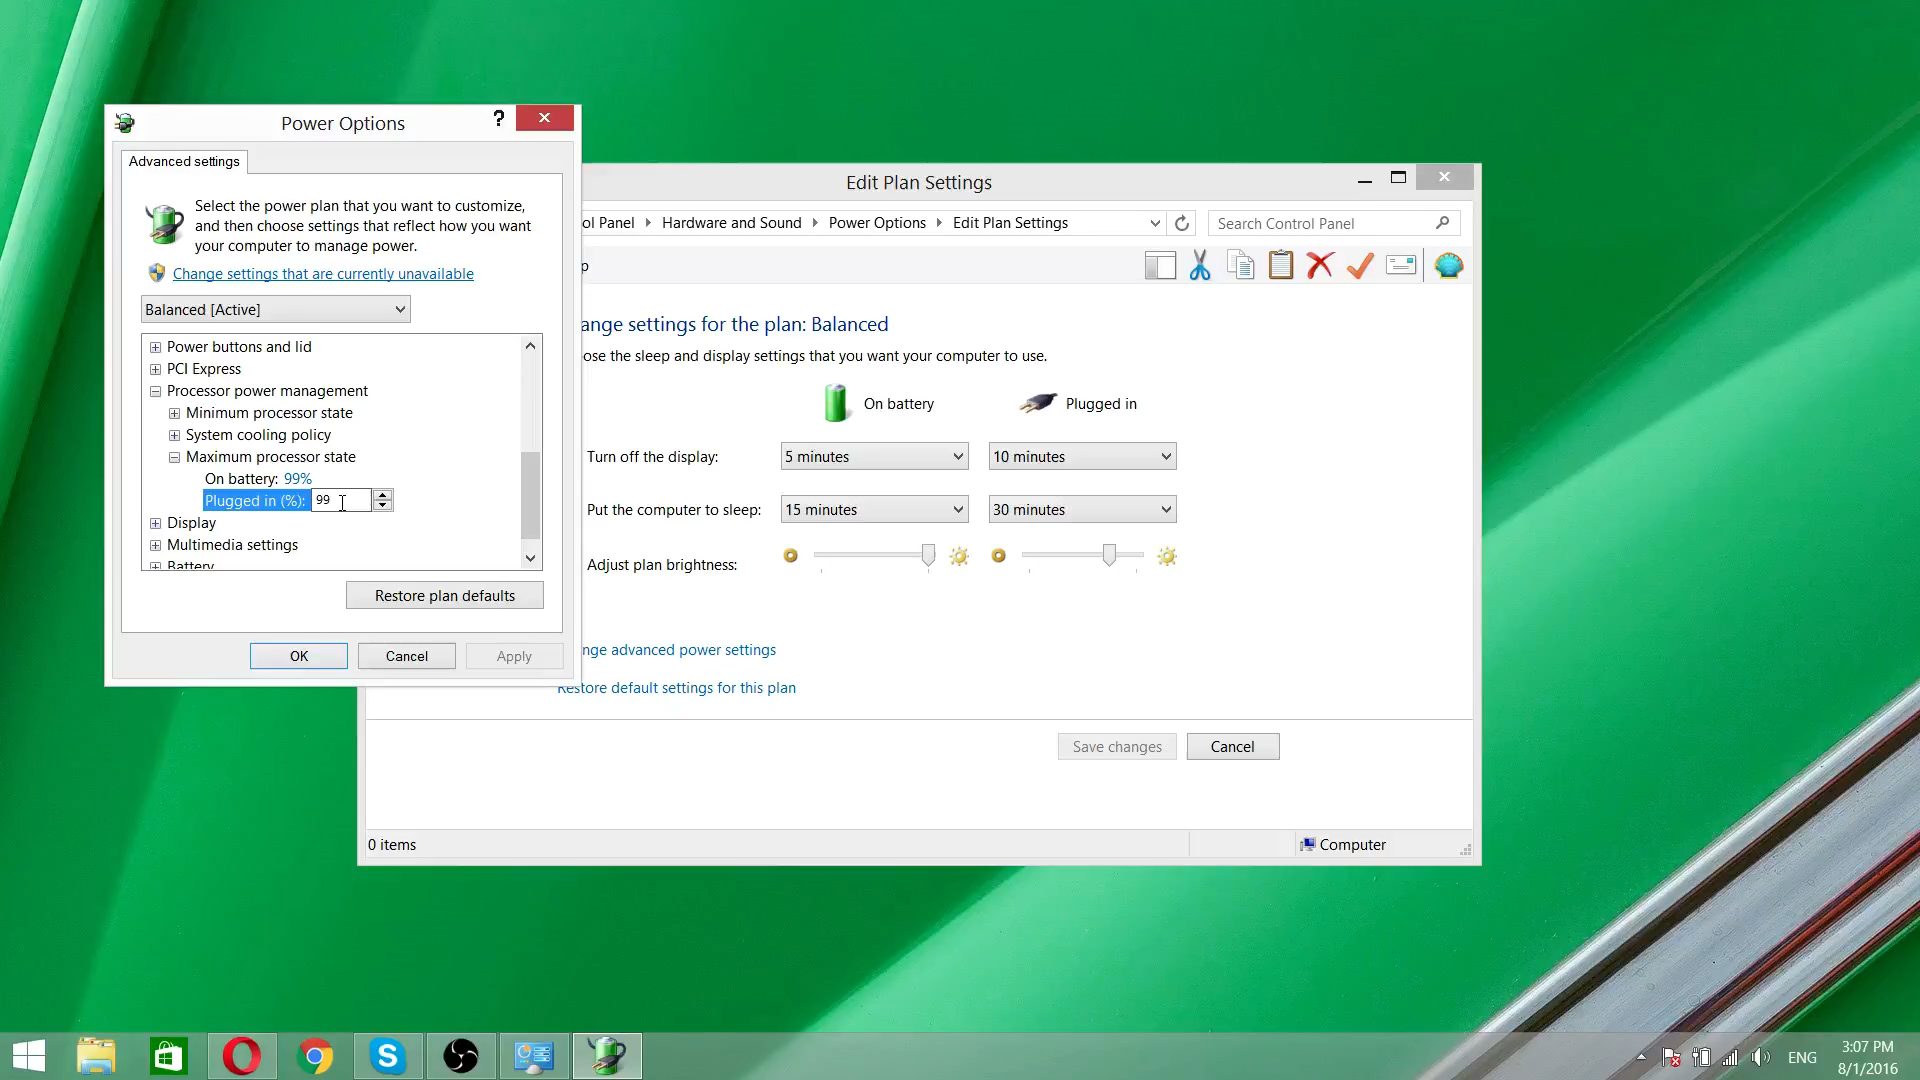 Power Options
?
Advanced settings
Select the power plan that you want to customize,
and then choose settings that reflect how you want
your computer to manage power.
Change settings that are currently unavailable
Balanced [Active]
Power buttons and lid
PCI Express
Processor power management
Minimum processor state
System cooling policy
Maximum processor state
On battery: 99%
Plugged in (%): 99
Display
Multimedia settings
Battery
Restore plan defaults
OK
Cancel
Apply
Edit Plan Settings
ol Panel
Hardware and Sound
Power Options
Edit Plan Settings
Search Control Panel
p
ange settings for the plan: Balanced
ose the sleep and display settings that you want your computer to use.
On battery
Plugged in
Turn off the display:
5 minutes
10 minutes
Put the computer to sleep:
15 minutes
30 minutes
Adjust plan brightness:
nge advanced power settings
Restore default settings for this plan
Save changes
Cancel
0 items
Computer
ENG
3:07 PM
8/1/2016